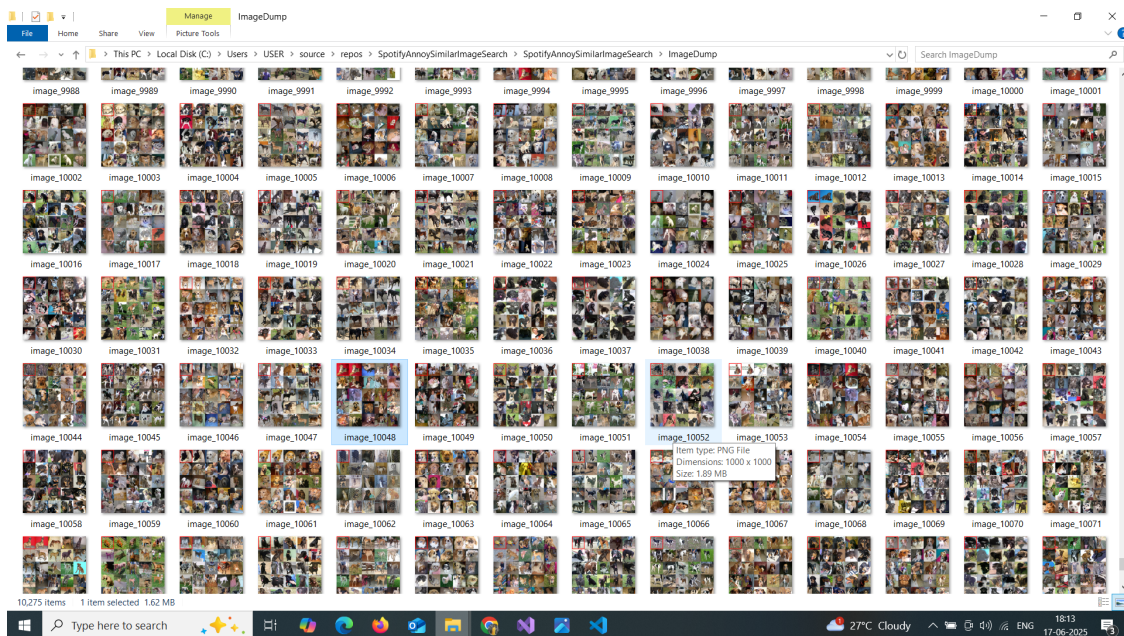 Manage ImageDump
File Home Share View Picture Tools
This PC > Local Disk (C:) > Users > USER > source > repos > SpotifyAnnoySimilarImageSearch > SpotifyAnnoySimilarImageSearch > ImageDump Search ImageDump
image_9988 image_9989 image_9990 image_9991 image_9992 image_9993 image_9994 image_9995 image_9996 image_9997 image_9998 image_9999 image_10000 image_10001
image_10002 image_10003 image_10004 image_10005 image_10006 image_10007 image_10008 image_10009 image_10010 image_10011 image_10012 image_10013 image_10014 image_10015
image_10016 image_10017 image_10018 image_10019 image_10020 image_10021 image_10022 image_10023 image_10024 image_10025 image_10026 image_10027 image_10028 image_10029
image_10030 image_10031 image_10032 image_10033 image_10034 image_10035 image_10036 image_10037 image_10038 image_10039 image_10040 image_10041 image_10042 image_10043
image_10044 image_10045 image_10046 image_10047 image_10048 image_10049 image_10050 image_10051 image_10052 image_10053 image_10054 image_10055 image_10056 image_10057
Item type: PNG File
Dimensions: 1000 x 1000
Size: 1.89 MB
image_10058 image_10059 image_10060 image_10061 image_10062 image_10063 image_10064 image_10065 image_10066 image_10067 image_10068 image_10069 image_10070 image_10071
10,275 items 1 item selected 1.62 MB
Type here to search 27°C Cloudy ENG 18:13
17-06-2025 3